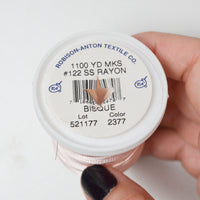 ROBISON-ANTON TEXTILE CO.
1100 YD MKS
#122 SS RAYON
BISQUE
Lot Color
521177 2377